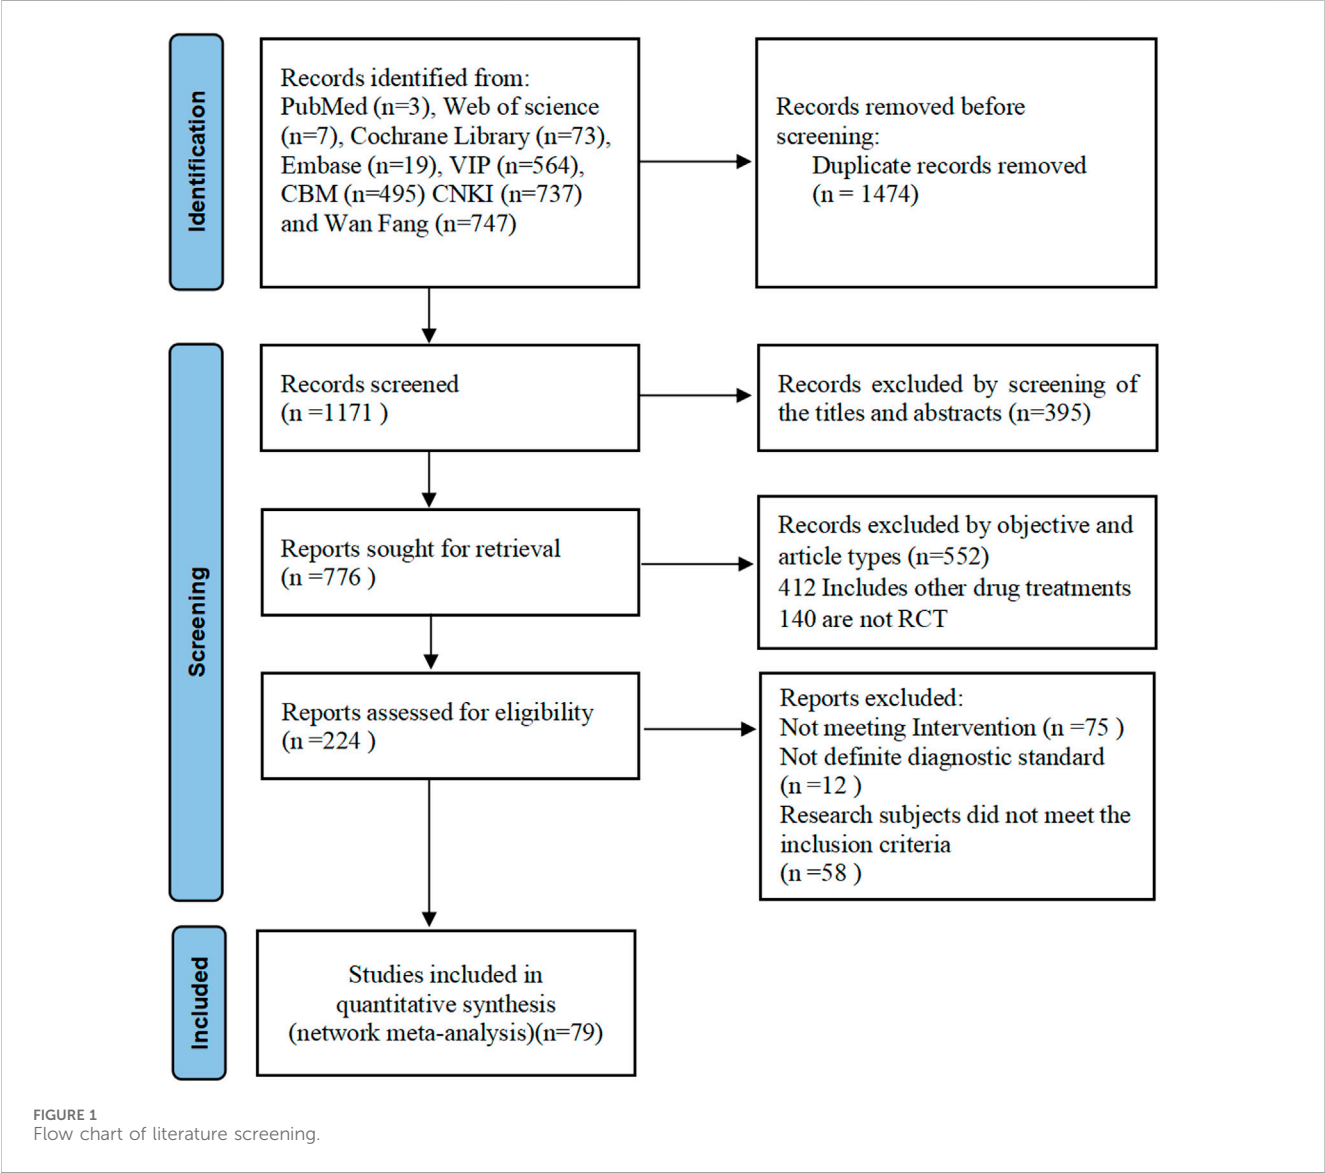 Identification
Records identified from:
PubMed (n=3), Web of science
(n=7), Cochrane Library (n=73),
Embase (n=19), VIP (n=564),
CBM (n=495) CNKI (n=737)
and Wan Fang (n=747)
Records removed before
screening:
Duplicate records removed
(n = 1474)
Screening
Records screened
(n =1171 )
Records excluded by screening of
the titles and abstracts (n=395)
Reports sought for retrieval
(n =776 )
Records excluded by objective and
article types (n=552)
412 Includes other drug treatments
140 are not RCT
Reports assessed for eligibility
(n =224 )
Reports excluded:
Not meeting Intervention (n =75 )
Not definite diagnostic standard
(n =12 )
Research subjects did not meet the
inclusion criteria
(n =58 )
Included
Studies included in
quantitative synthesis
(network meta-analysis)(n=79)
FIGURE 1
Flow chart of literature screening.